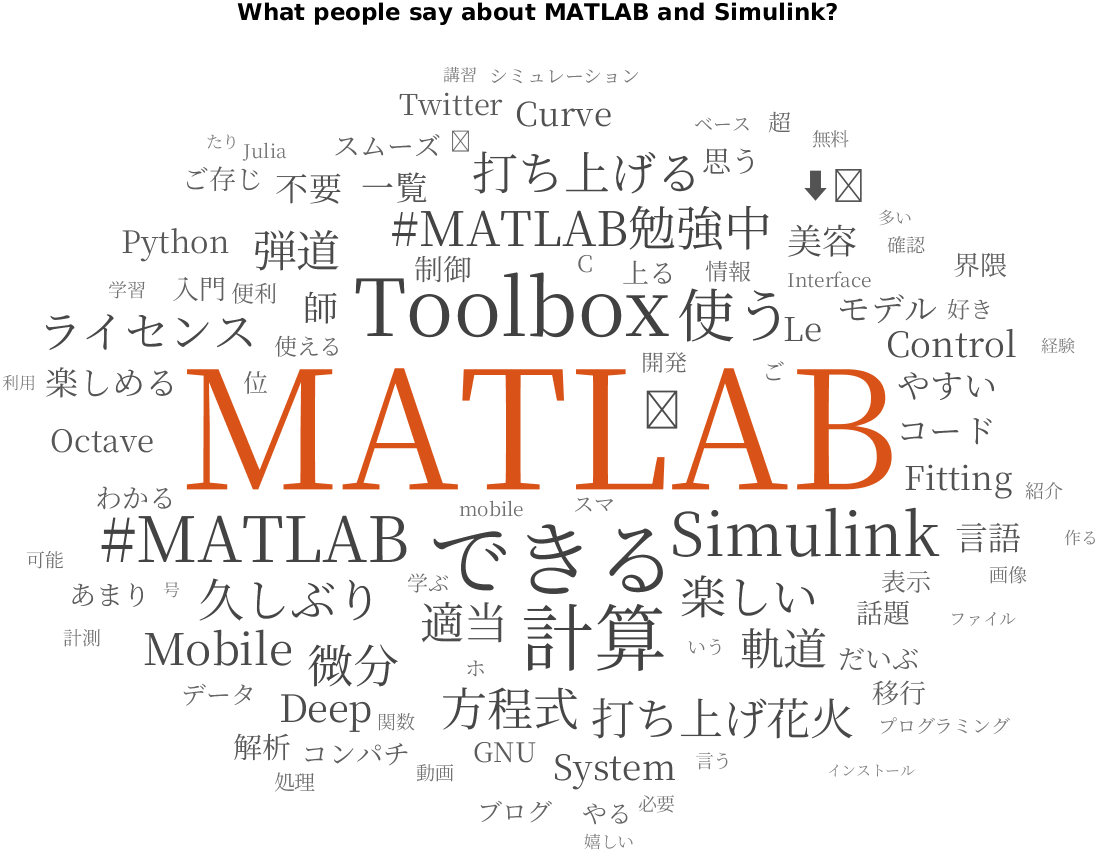 What people say about MATLAB and Simulink?
講習 シミュレーション
Twitter Curve
ベース 超
たり Julia スムーズ 無料
ご存じ 不要 一覧 打ち上げる 思う
#MATLAB勉強中 多い
Python 弾道 美容 確認
制御 C 上る 情報 界隈
学習 入門 便利 Interface
師 Toolbox 使う モデル 好き
ライセンス 使える Le Control 経験
利用 楽しめる 位 開発 ご やすい
MATLAB
Octave コード
わかる Fitting 紹介
mobile スマ
#MATLAB できる Simulink 言語 作る
可能 学ぶ 表示 画像
あまり 号 久しぶり 楽しい
適当 計算 話題 ファイル
計測 Mobile 微分 いう 軌道 だいぶ
ホ
データ Deep 関数 方程式 打ち上げ花火 移行
プログラミング
解析 コンパチ GNU
処理 動画 System 言う インストール
ブログ やる 必要
嬉しい